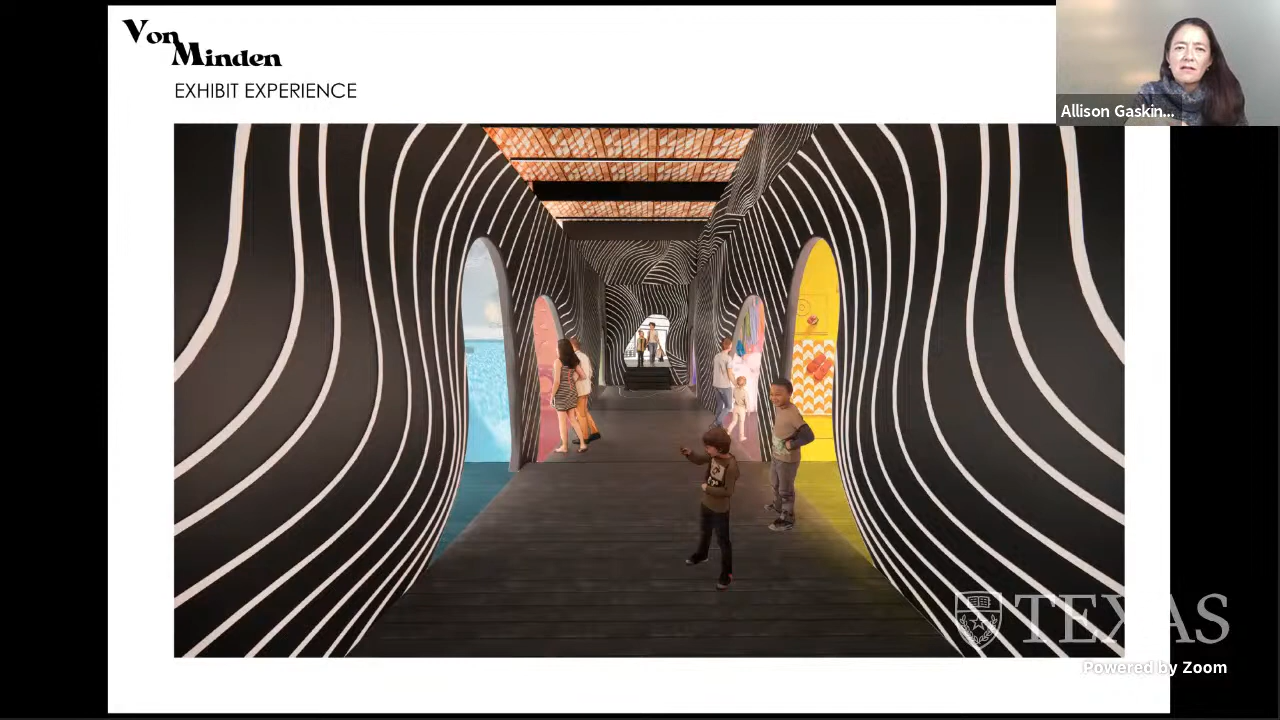 Von
Minden
EXHIBIT EXPERIENCE
Allison Gaskin...
TEXAS
Powered by Zoom